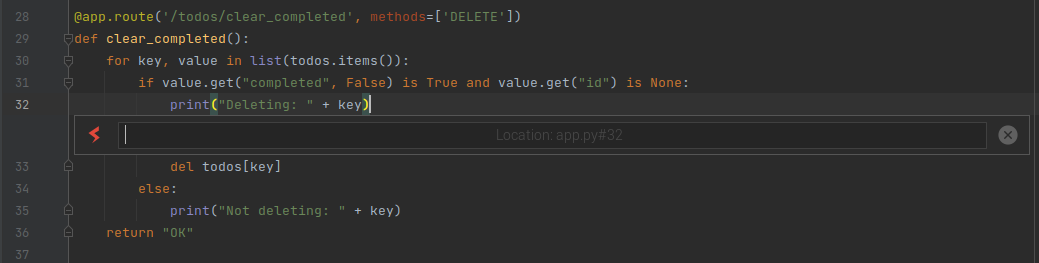 28 @app.route('/todos/clear_completed', methods=['DELETE'])
29 def clear_completed():
30 for key, value in list(todos.items()):
31 if value.get("completed", False) is True and value.get("id") is None:
32 print("Deleting: " + key)
Location: app.py#32
33 del todos[key]
34 else:
35 print("Not deleting: " + key)
36 return "OK"
37